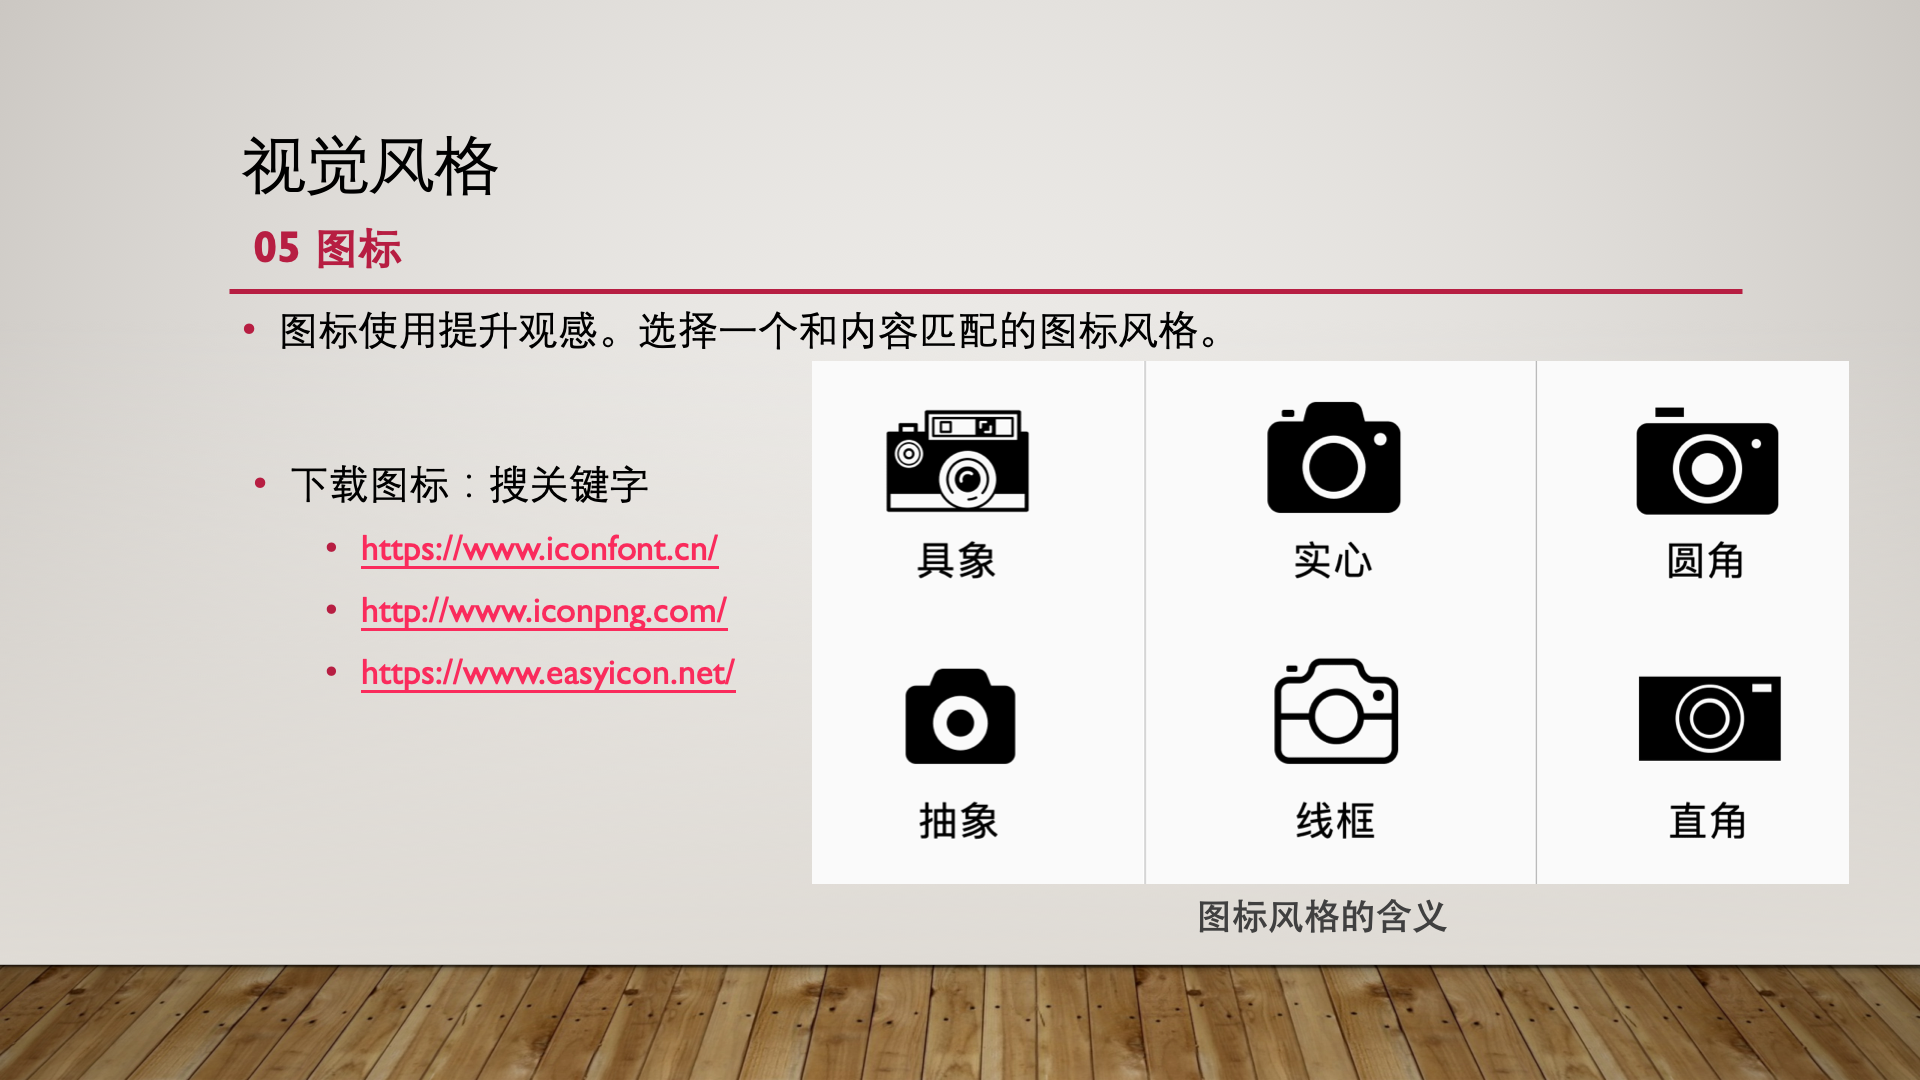 视觉风格
05 图标
• 图标使用提升观感。选择一个和内容匹配的图标风格。
• 下载图标：搜关键字
• https://www.iconfont.cn/
• http://www.iconpng.com/
• https://www.easyicon.net/
具象
实心
圆角
抽象
线框
直角
图标风格的含义